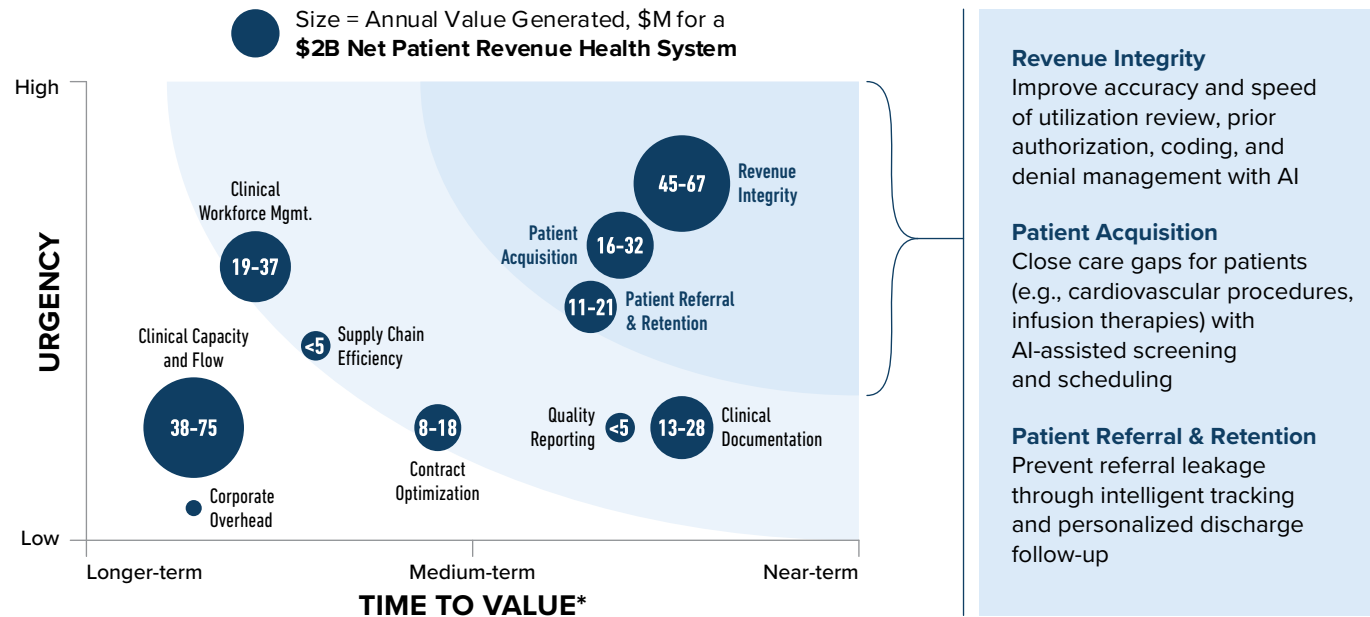 Size = Annual Value Generated, $M for a
$2B Net Patient Revenue Health System
High
URGENCY
Low
Clinical
Workforce Mgmt.
19–37
Clinical Capacity
and Flow
38–75
<5
Supply Chain
Efficiency
Corporate
Overhead
8–18
Contract
Optimization
45–67
Revenue
Integrity
Patient
Acquisition
16–32
11–21
Patient Referral
& Retention
Quality
Reporting
<5
13–28
Clinical
Documentation
Longer-term
Medium-term
Near-term
TIME TO VALUE*
Revenue Integrity
Improve accuracy and speed
of utilization review, prior
authorization, coding, and
denial management with AI
Patient Acquisition
Close care gaps for patients
(e.g., cardiovascular procedures,
infusion therapies) with
AI-assisted screening
and scheduling
Patient Referral & Retention
Prevent referral leakage
through intelligent tracking
and personalized discharge
follow-up